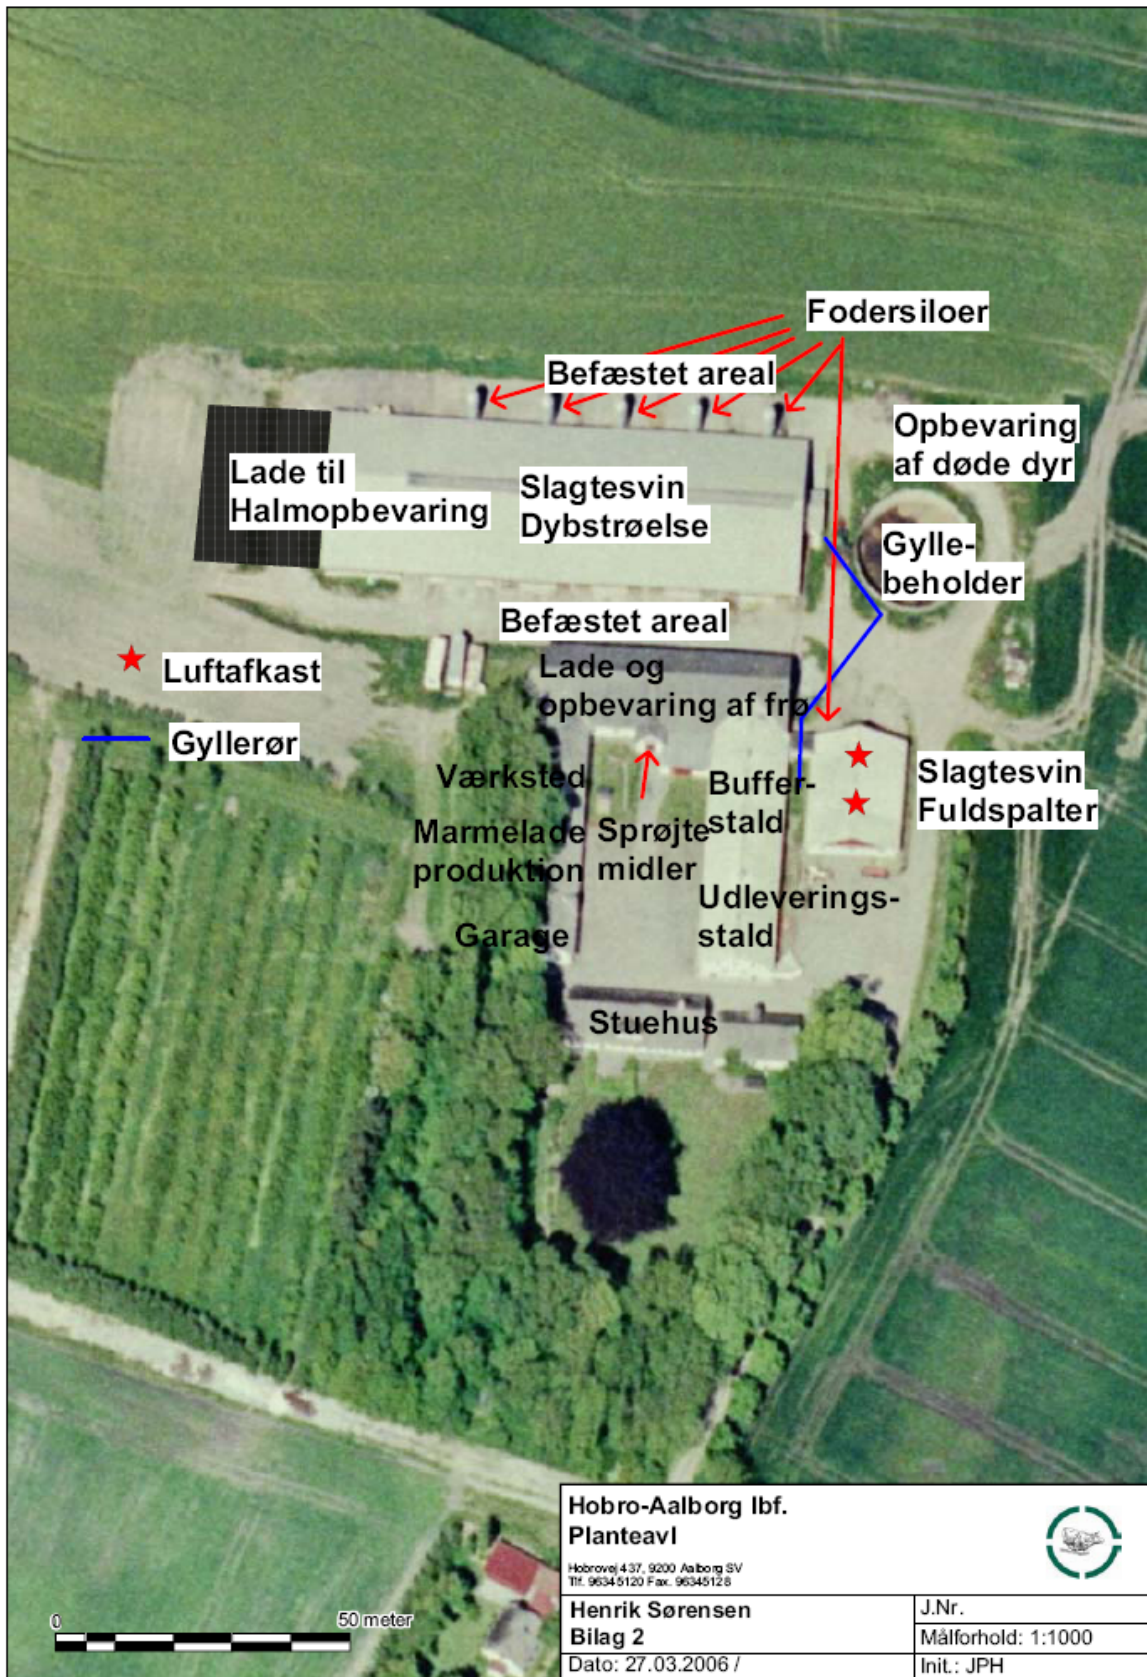 Fodersiloer
Befæstet areal
Opbevaring
af døde dyr
Lade til
Halmopbevaring
Slagtesvin
Dybstrøelse
Gylle-
beholder
Befæstet areal
Lade og
opbevaring af frø
Luftafkast
Gyllerør
Værksted
Buffer-
stald
Slagtesvin
Fuldspalter
Marmelade
produktion
Sprøjte
midler
Udleverings-
stald
Garage
Stuehus
Hobro-Aalborg lbf.
Planteavl
Hobrovej 437, 9200 Aalborg SV
Tlf. 96345120 Fax. 96345128
Henrik Sørensen
Bilag 2
J.Nr.
Målforhold: 1:1000
Dato: 27.03.2006 /
Init.: JPH
0
50 meter